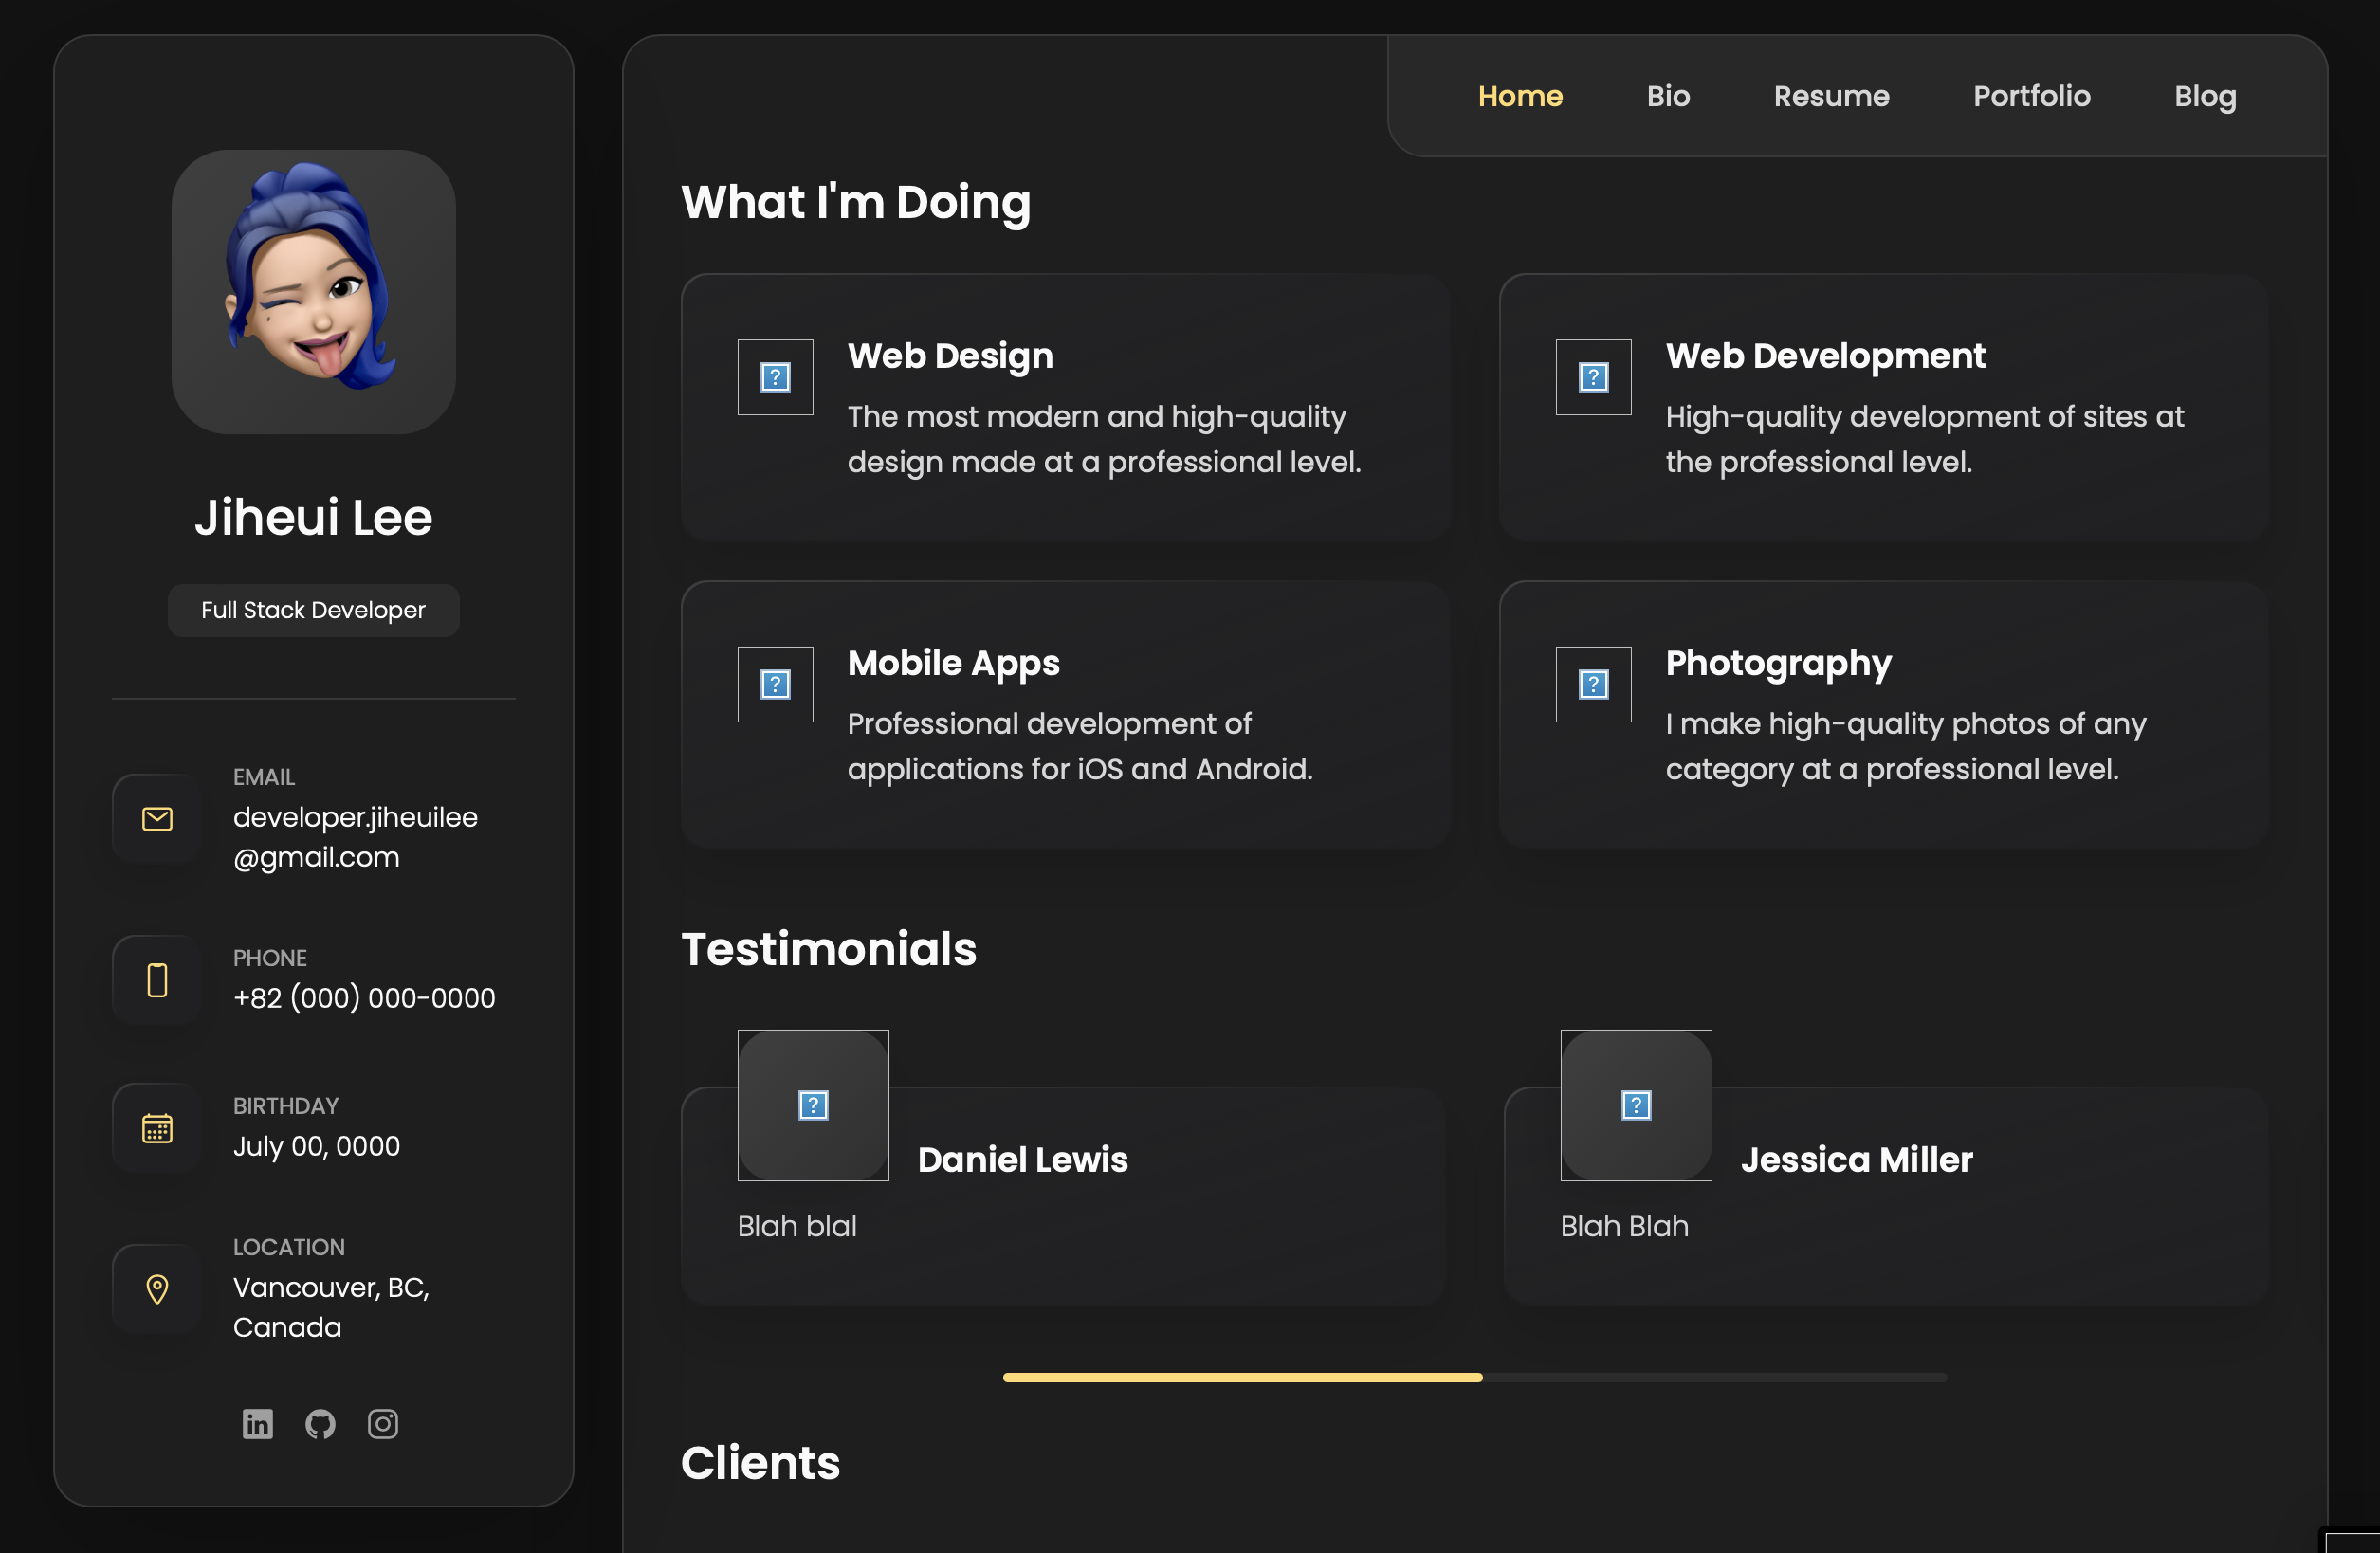 Jiheui Lee
Full Stack Developer
EMAIL
developer.jiheuilee
@gmail.com
PHONE
+82 (000) 000-0000
BIRTHDAY
July 00, 0000
LOCATION
Vancouver, BC,
Canada
Home Bio Resume Portfolio Blog
What I'm Doing
Web Design
The most modern and high-quality
design made at a professional level.
Web Development
High-quality development of sites at
the professional level.
Mobile Apps
Professional development of
applications for iOS and Android.
Photography
I make high-quality photos of any
category at a professional level.
Testimonials
Daniel Lewis
Blah blal
Jessica Miller
Blah Blah
Clients